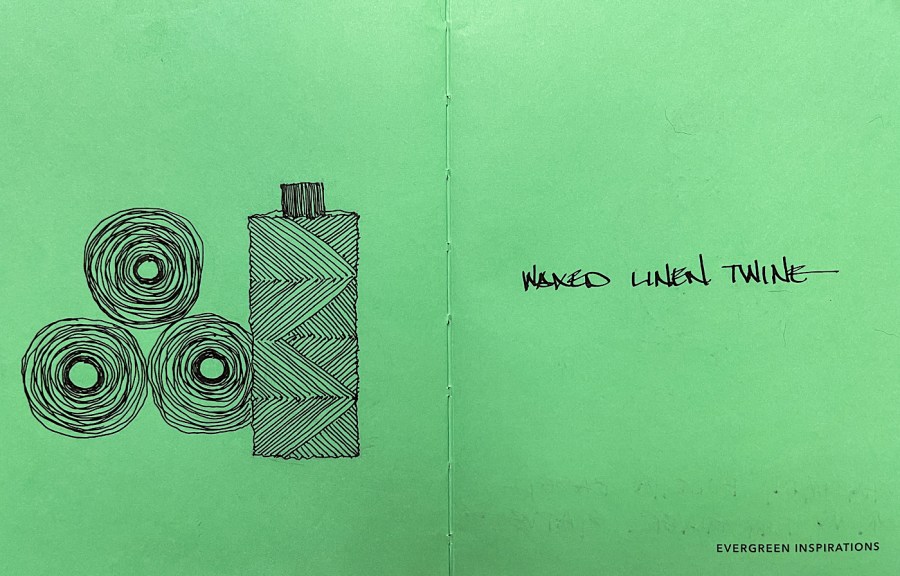 WAXED LINEN TWINE
EVERGREEN INSPIRATIONS